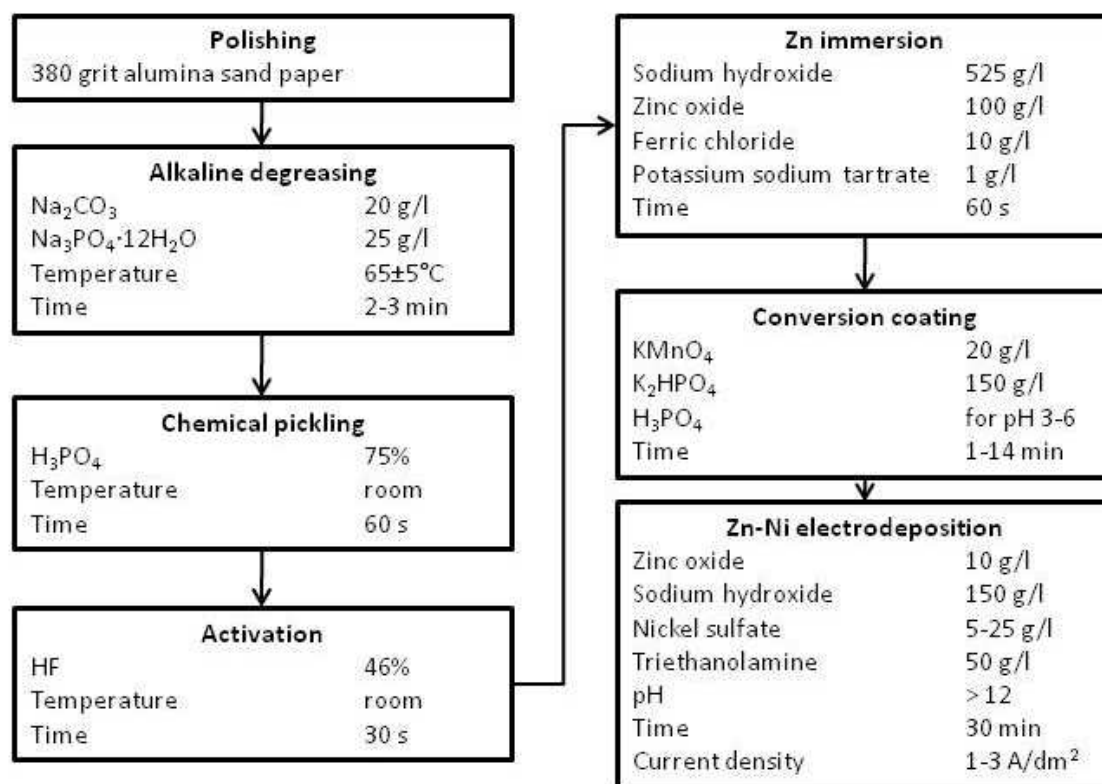 Polishing
380 grit alumina sand paper
Alkaline degreasing
Na₂CO₃ 20 g/l
Na₃PO₄·12H₂O 25 g/l
Temperature 65±5°C
Time 2-3 min
Chemical pickling
H₃PO₄ 75%
Temperature room
Time 60 s
Activation
HF 46%
Temperature room
Time 30 s
Zn immersion
Sodium hydroxide 525 g/l
Zinc oxide 100 g/l
Ferric chloride 10 g/l
Potassium sodium tartrate 1 g/l
Time 60 s
Conversion coating
KMnO₄ 20 g/l
K₂HPO₄ 150 g/l
H₃PO₄ for pH 3-6
Time 1-14 min
Zn-Ni electrodeposition
Zinc oxide 10 g/l
Sodium hydroxide 150 g/l
Nickel sulfate 5-25 g/l
Triethanolamine 50 g/l
pH > 12
Time 30 min
Current density 1-3 A/dm²